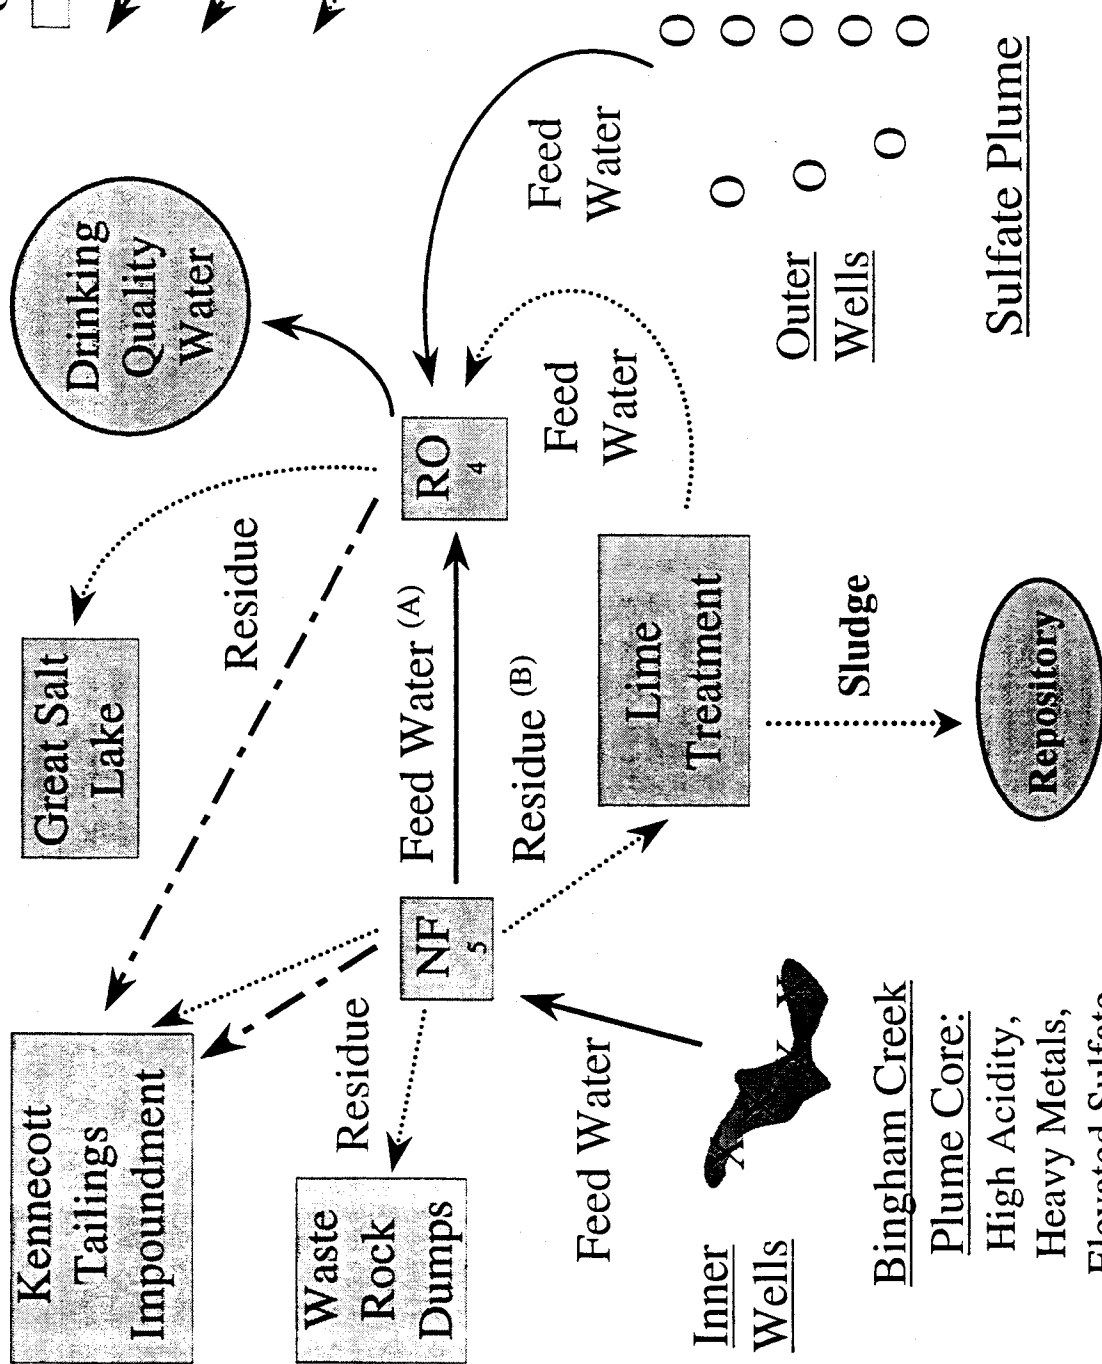 Kennecott
Tailings
Impoundment
Great Salt
Lake
Drinking
Quality
Water
Residue
Waste
Rock
Dumps
Residue
NF
5
Feed Water (A)
RO
4
Residue (B)
Feed
Water
Feed
Water
Feed Water
Lime
Treatment
Sludge
Repository
Inner
Wells
X
X
X
Bingham Creek
Plume Core:
High Acidity,
Heavy Metals,
Elevated Sulfate
Outer
Wells
O
O
O
O
O
O
O
O
Sulfate Plume